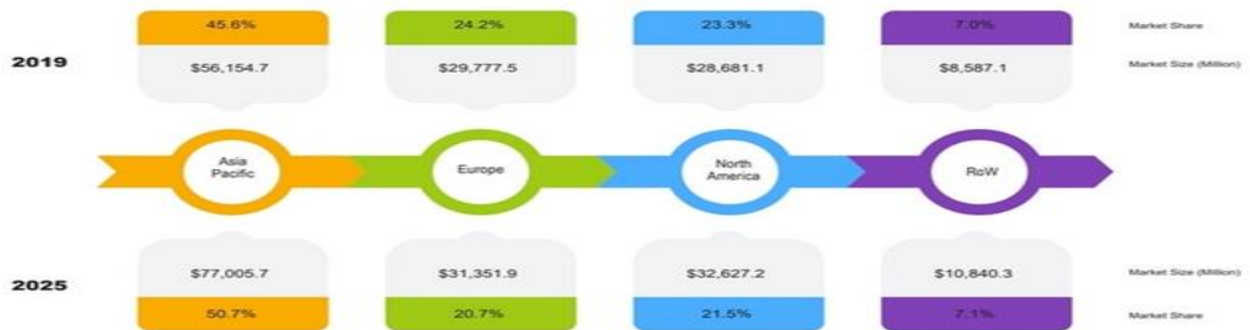 45.6% 24.2% 23.3% 7.0% Market Share
2019
$56,154.7 $29,777.5 $28,681.1 $8,587.1 Market Size (Million)
Asia
Pacific
Europe
North
America
RoW
$77,005.7 $31,351.9 $32,627.2 $10,840.3 Market Size (Million)
2025
50.7% 20.7% 21.5% 7.1% Market Share